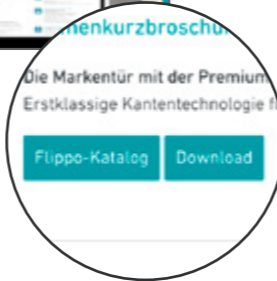 Die Markentür mit der Premium
Erstklassige Kantentechnologie
Flippo-Katalog Download